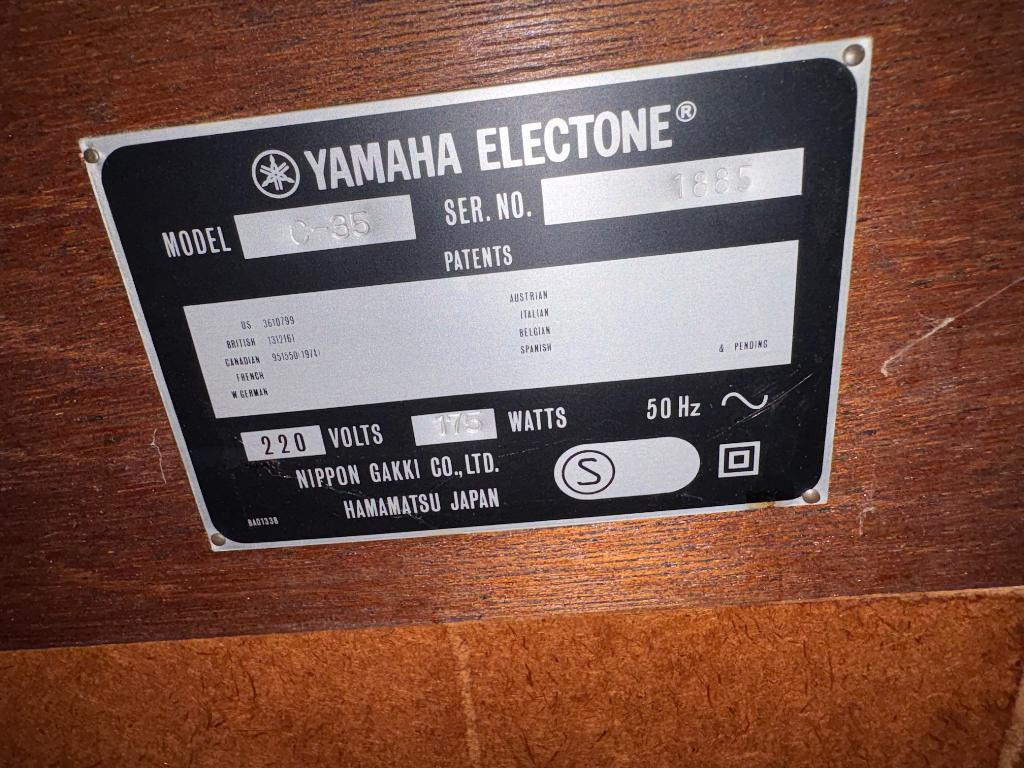 YAMAHA ELECTONE®
MODEL C-35 SER. NO. 1885
PATENTS
US 3610799
BRITISH 1312161
CANADIAN 951550(1974)
FRENCH
W.GERMAN
AUSTRIAN
ITALIAN
BELGIAN
SPANISH
& PENDING
220 VOLTS 175 WATTS 50 Hz
NIPPON GAKKI CO.,LTD.
HAMAMATSU JAPAN
S